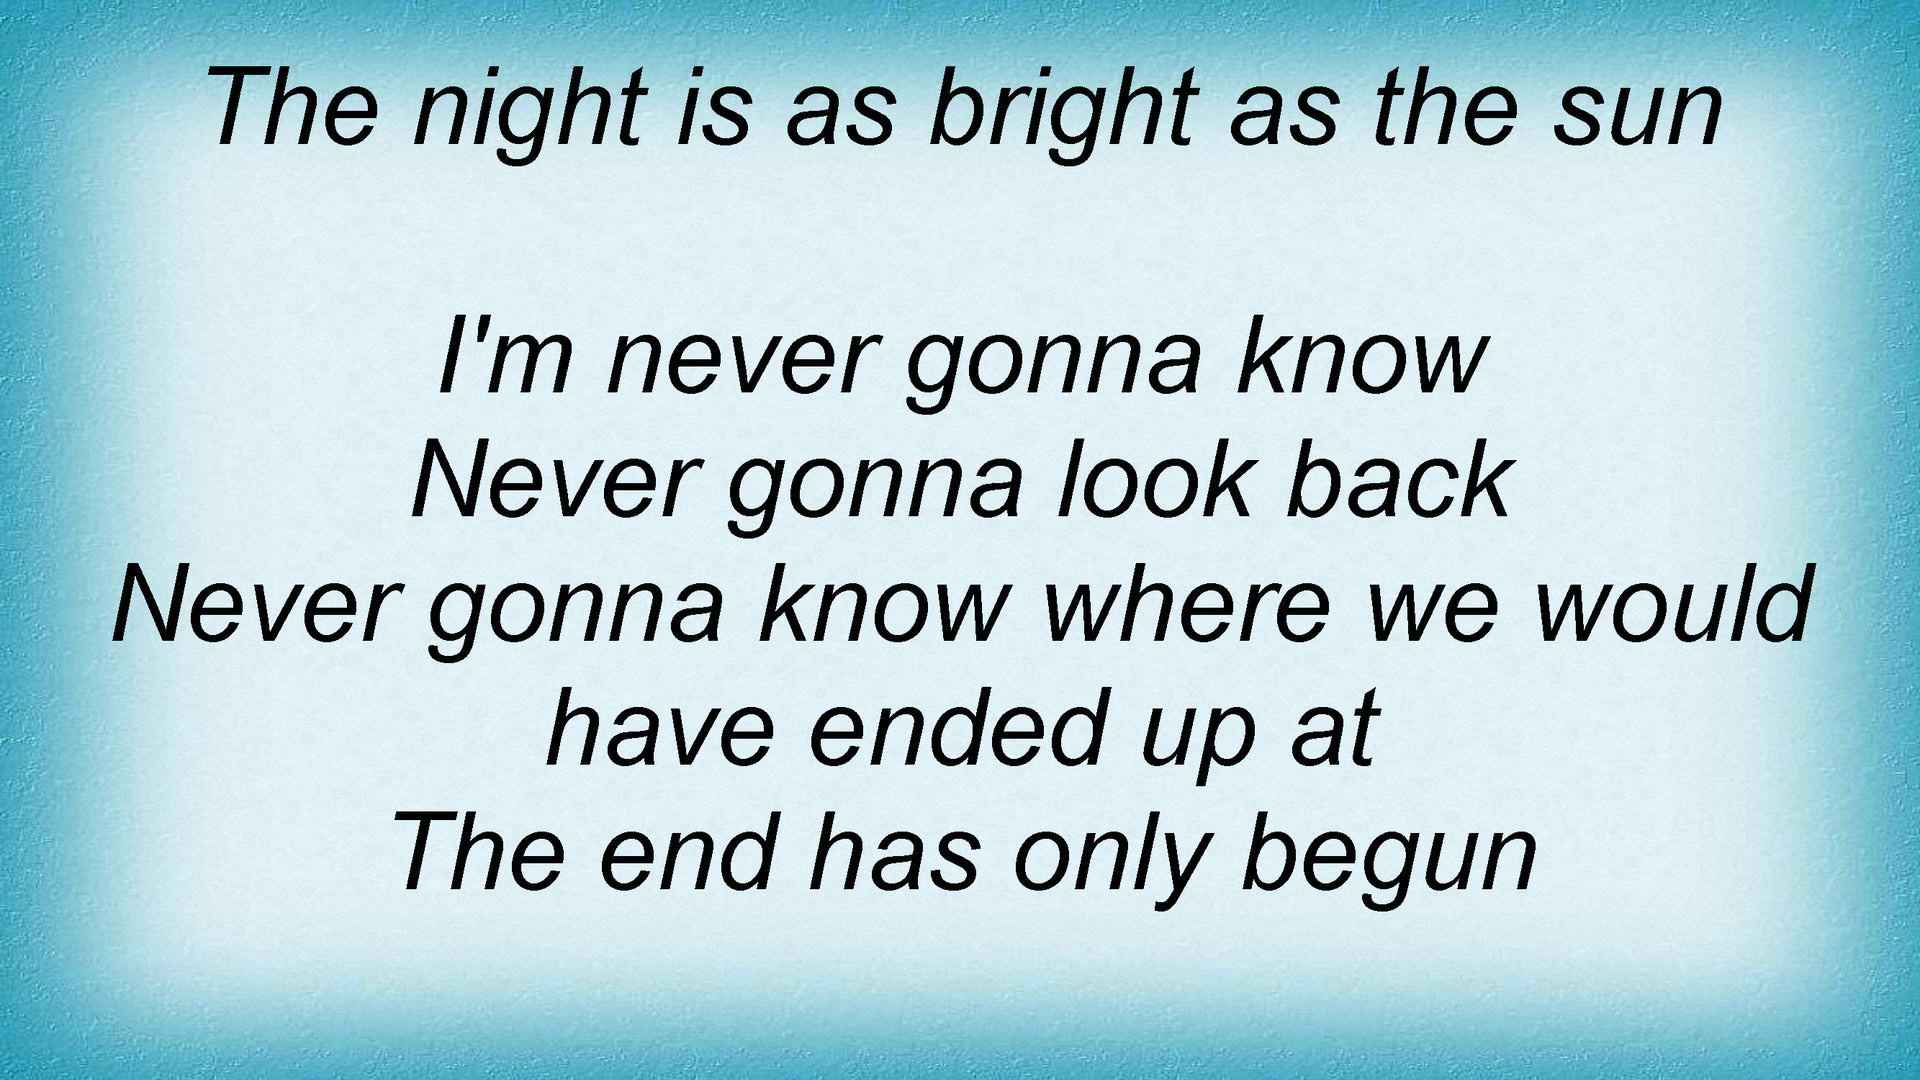 The night is as bright as the sun
I'm never gonna know
Never gonna look back
Never gonna know where we would
have ended up at
The end has only begun